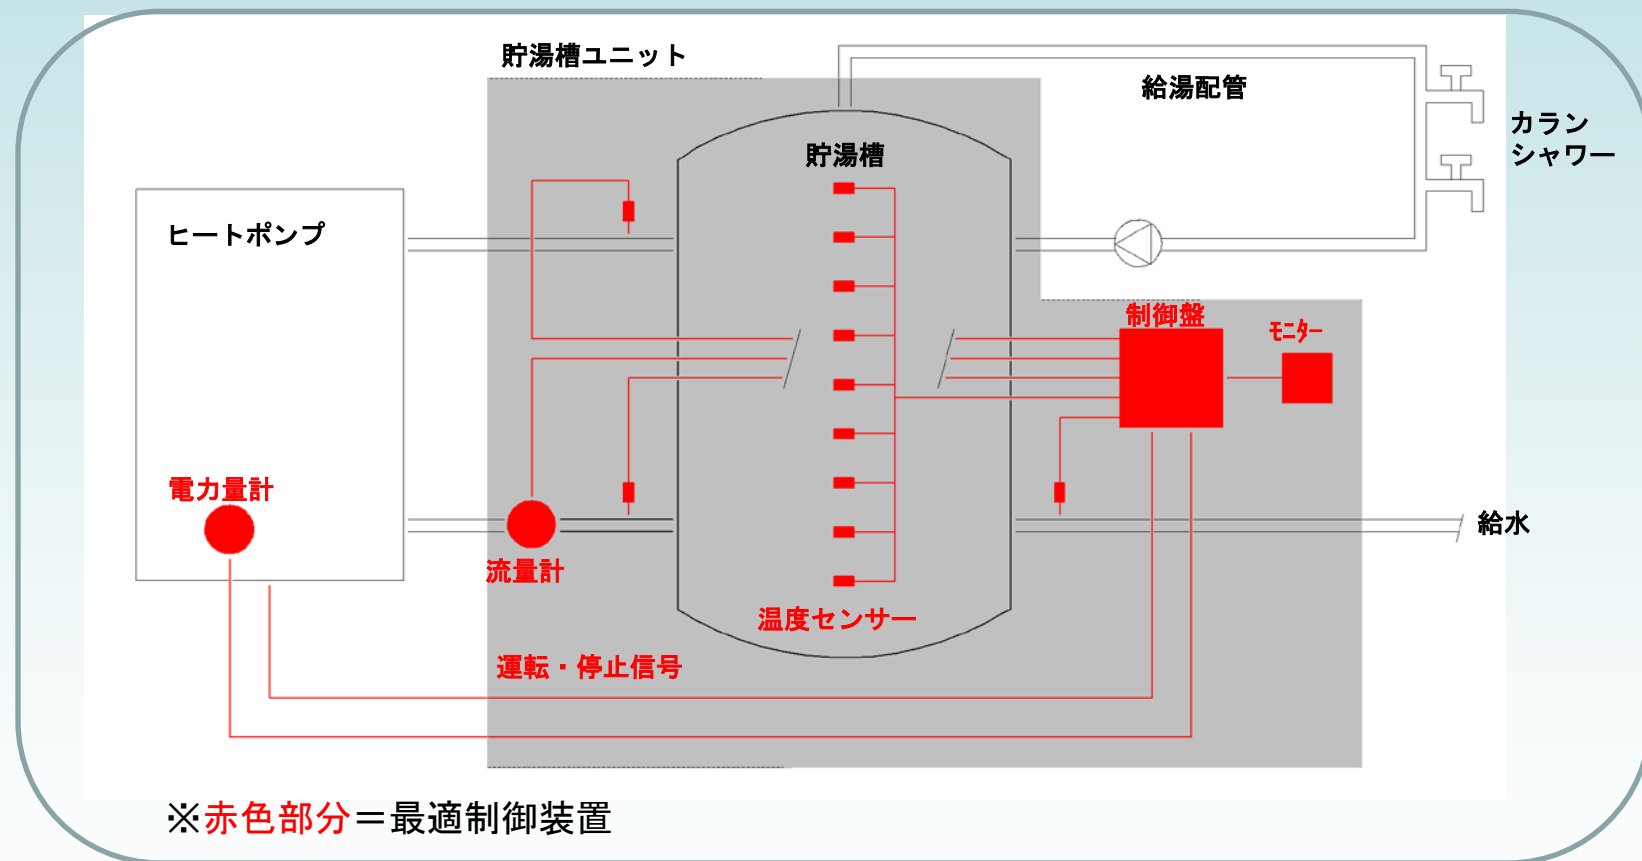 貯湯槽ユニット
給湯配管
カラン
シャワー
貯湯槽
ヒートポンプ
制御盤
ﾓﾆﾀｰ
電力量計
流量計
給水
温度センサー
運転・停止信号
※赤色部分＝最適制御装置